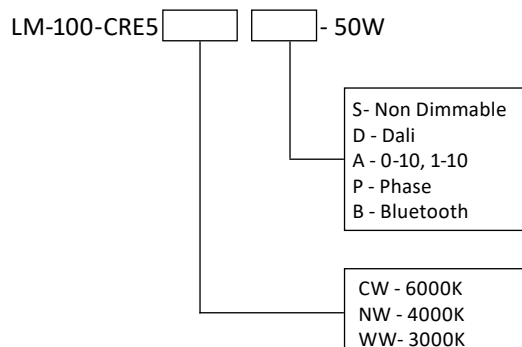 LM-100-CRE5 - 50W
S- Non Dimmable
D - Dali
A - 0-10, 1-10
P - Phase
B - Bluetooth
CW - 6000K
NW - 4000K
WW- 3000K